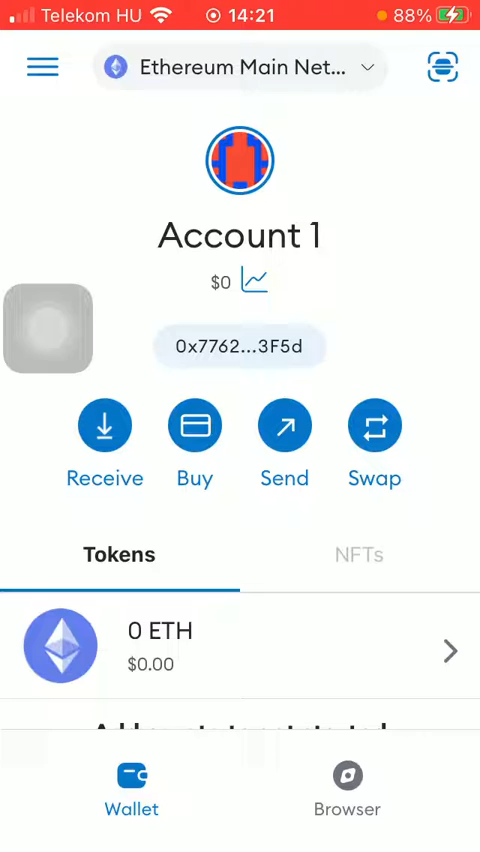 Telekom HU 14:21 88%
Ethereum Main Net...
Account 1
$0
0x7762...3F5d
Receive Buy Send Swap
Tokens NFTs
0 ETH
$0.00
Wallet Browser